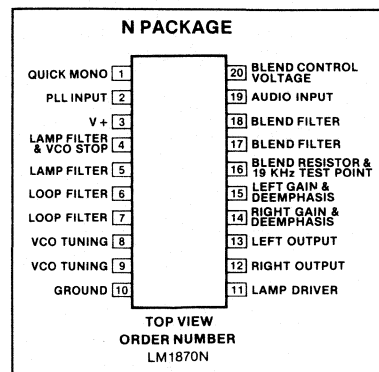 N PACKAGE
QUICK MONO 1
PLL INPUT 2
V + 3
LAMP FILTER
& VCO STOP 4
LAMP FILTER 5
LOOP FILTER 6
LOOP FILTER 7
VCO TUNING 8
VCO TUNING 9
GROUND 10
20 BLEND CONTROL
VOLTAGE
19 AUDIO INPUT
18 BLEND FILTER
17 BLEND FILTER
16 BLEND RESISTOR &
19 KHz TEST POINT
15 LEFT GAIN &
DEEMPHASIS
14 RIGHT GAIN &
DEEMPHASIS
13 LEFT OUTPUT
12 RIGHT OUTPUT
11 LAMP DRIVER
TOP VIEW
ORDER NUMBER
LM1870N